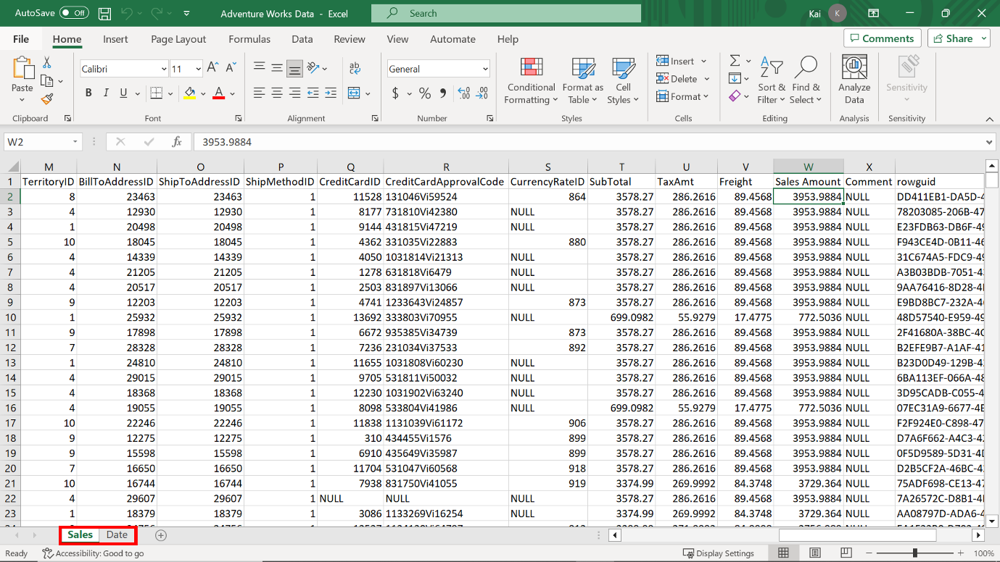 AutoSave Off Adventure Works Data - Excel Search Kai K
File Home Insert Page Layout Formulas Data Review View Automate Help Comments Share
Paste
Calibri 11
B I U A
ab
General
$ % 9
Conditional Formatting
Format as Table
Cell Styles
Insert
Delete
Format
Sort & Filter
Find & Select
Analyze Data
Sensitivity
Clipboard Font Alignment Number Styles Cells Editing Analysis Sensitivity
W2 fx 3953.9884
M N O P Q R S T U V W X
1 TerritoryID BillToAddressID ShipToAddressID ShipMethodID CreditCardID CreditCardApprovalCode CurrencyRateID SubTotal TaxAmt Freight Sales Amount Comment rowguid
2 8 23463 23463 1 11528 131046Vi59524 864 3578.27 286.2616 89.4568 3953.9884 NULL DD411EB1-DA5D-4
3 4 12930 12930 1 8177 731810Vi42380 NULL 3578.27 286.2616 89.4568 3953.9884 NULL 78203085-206B-47
4 1 20498 20498 1 9144 431815Vi47219 NULL 3578.27 286.2616 89.4568 3953.9884 NULL E23FDB63-DB6F-49
5 10 18045 18045 1 4362 331035Vi22883 880 3578.27 286.2616 89.4568 3953.9884 NULL F943CE4D-0B11-46
6 4 14339 14339 1 4050 1031814Vi21313 NULL 3578.27 286.2616 89.4568 3953.9884 NULL 31C674A5-FDC9-49
7 4 21205 21205 1 1278 631818Vi6479 NULL 3578.27 286.2616 89.4568 3953.9884 NULL A3B03BDB-7051-4
8 4 20517 20517 1 2503 831897Vi13066 NULL 3578.27 286.2616 89.4568 3953.9884 NULL 9AA76416-8D28-4
9 9 12203 12203 1 4741 1233643Vi24857 873 3578.27 286.2616 89.4568 3953.9884 NULL E9BD8BC7-232A-4
10 1 25932 25932 1 13692 333803Vi70955 NULL 699.0982 55.9279 17.4775 772.5036 NULL 48D57540-E959-49
11 9 17898 17898 1 6672 935385Vi34739 873 3578.27 286.2616 89.4568 3953.9884 NULL 2F41680A-38BC-4
12 7 28328 28328 1 7236 231034Vi37533 892 3578.27 286.2616 89.4568 3953.9884 NULL B2EFE9B7-A1AF-41
13 1 24810 24810 1 11655 1031808Vi60230 NULL 3578.27 286.2616 89.4568 3953.9884 NULL B23D0D49-129B-4
14 4 29015 29015 1 9705 531811Vi50032 NULL 3578.27 286.2616 89.4568 3953.9884 NULL 6BA113EF-066A-48
15 4 18368 18368 1 12230 1031902Vi63240 NULL 3578.27 286.2616 89.4568 3953.9884 NULL 3D95CADB-C055-4
16 4 19055 19055 1 8098 533804Vi41986 NULL 699.0982 55.9279 17.4775 772.5036 NULL 07EC31A9-6677-4
17 10 22246 22246 1 11838 1131039Vi61172 906 3578.27 286.2616 89.4568 3953.9884 NULL F2F924E0-C898-47
18 9 12275 12275 1 310 434455Vi1576 899 3578.27 286.2616 89.4568 3953.9884 NULL D7A6F662-A4C3-4
19 9 15598 15598 1 6910 435649Vi35987 899 3578.27 286.2616 89.4568 3953.9884 NULL 0F5D9589-5D31-4
20 7 16650 16650 1 11704 531047Vi60568 918 3578.27 286.2616 89.4568 3953.9884 NULL D2B5CF2A-46BC-4
21 10 16744 16744 1 7938 831750Vi41055 919 3374.99 269.9992 84.3748 3729.364 NULL 75ADF698-CE13-47
22 4 29607 29607 1 NULL NULL NULL 3578.27 286.2616 89.4568 3953.9884 NULL 7A26572C-D8B1-4
23 1 18379 18379 1 3086 1133269Vi16254 NULL 3374.99 269.9992 84.3748 3729.364 NULL AA08797D-ADA6-4
Sales Date
Ready Accessibility: Good to go Display Settings 100%